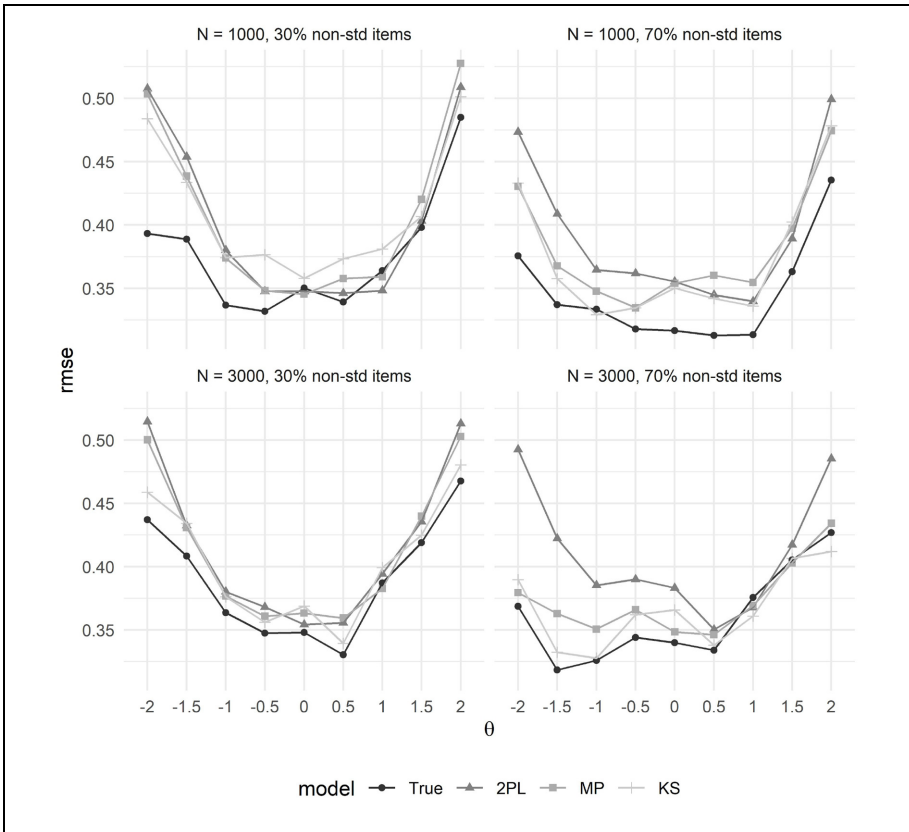 N = 1000, 30% non-std items
N = 1000, 70% non-std items
0.50
0.45
0.40
0.35
rmse
N = 3000, 30% non-std items
N = 3000, 70% non-std items
0.50
0.45
0.40
0.35
-2 -1.5 -1 -0.5 0 0.5 1 1.5 2
-2 -1.5 -1 -0.5 0 0.5 1 1.5 2
θ
model True 2PL MP KS